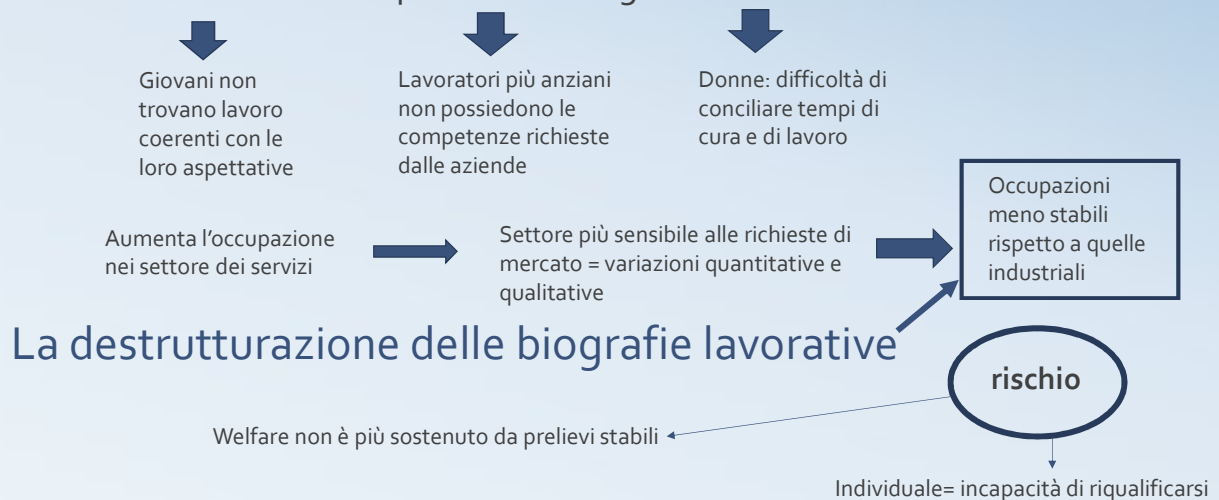 Giovani non
trovano lavoro
coerenti con le
loro aspettative
Lavoratori più anziani
non possiedono le
competenze richieste
dalle aziende
Donne: difficoltà di
conciliare tempi di
cura e di lavoro
Aumenta l'occupazione
nei settore dei servizi
Settore più sensibile alle richieste di
mercato = variazioni quantitative e
qualitative
Occupazioni
meno stabili
rispetto a quelle
industriali
La destrutturazione delle biografie lavorative
rischio
Welfare non è più sostenuto da prelievi stabili
Individuale= incapacità di riqualificarsi